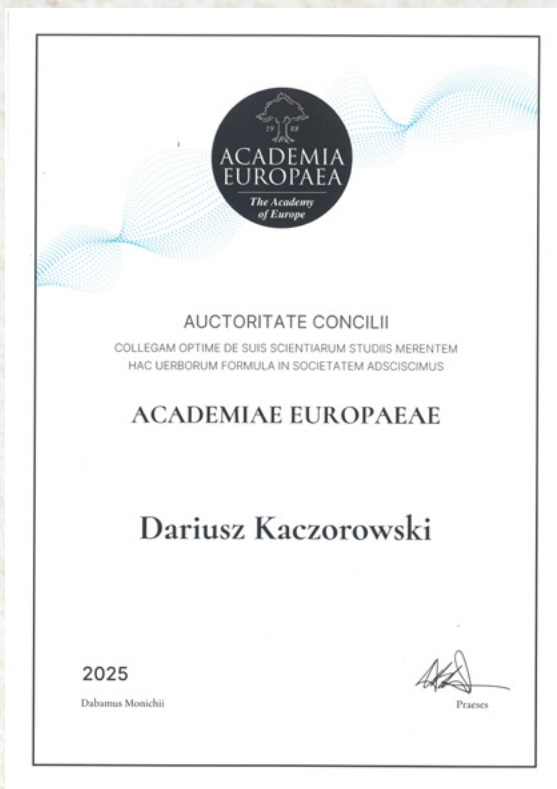 19 88
ACADEMIA
EUROPAEA
The Academy
of Europe
AUCTORITATE CONCILII
COLLEGAM OPTIME DE SUIS SCIENTIARUM STUDIIS MERENTEM
HAC UERBORUM FORMULA IN SOCIETATEM ADSCISCIMUS
ACADEMIAE EUROPAEAE
Dariusz Kaczorowski
2025
Dabamus Monichii
Praeses